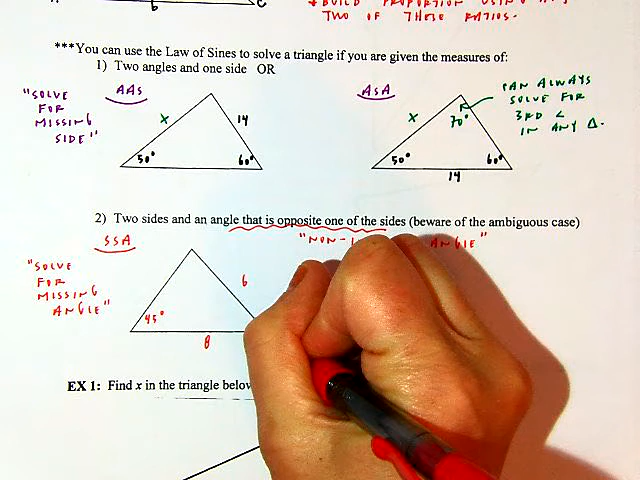 b C
TWO OF THESE RATIOS.
***You can use the Law of Sines to solve a triangle if you are given the measures of:
1) Two angles and one side OR
"SOLVE FOR MISSING SIDE"
AAS
x 14
50° 60°
ASA
x 70°
50° 60°
14
CAN ALWAYS
SOLVE FOR
3RD ∠
IN ANY Δ.
2) Two sides and an angle that is opposite one of the sides (beware of the ambiguous case)
"NON- ANGLE"
SSA
"SOLVE
FOR
MISSING
ANGLE"
6
45°
8
EX 1: Find x in the triangle below